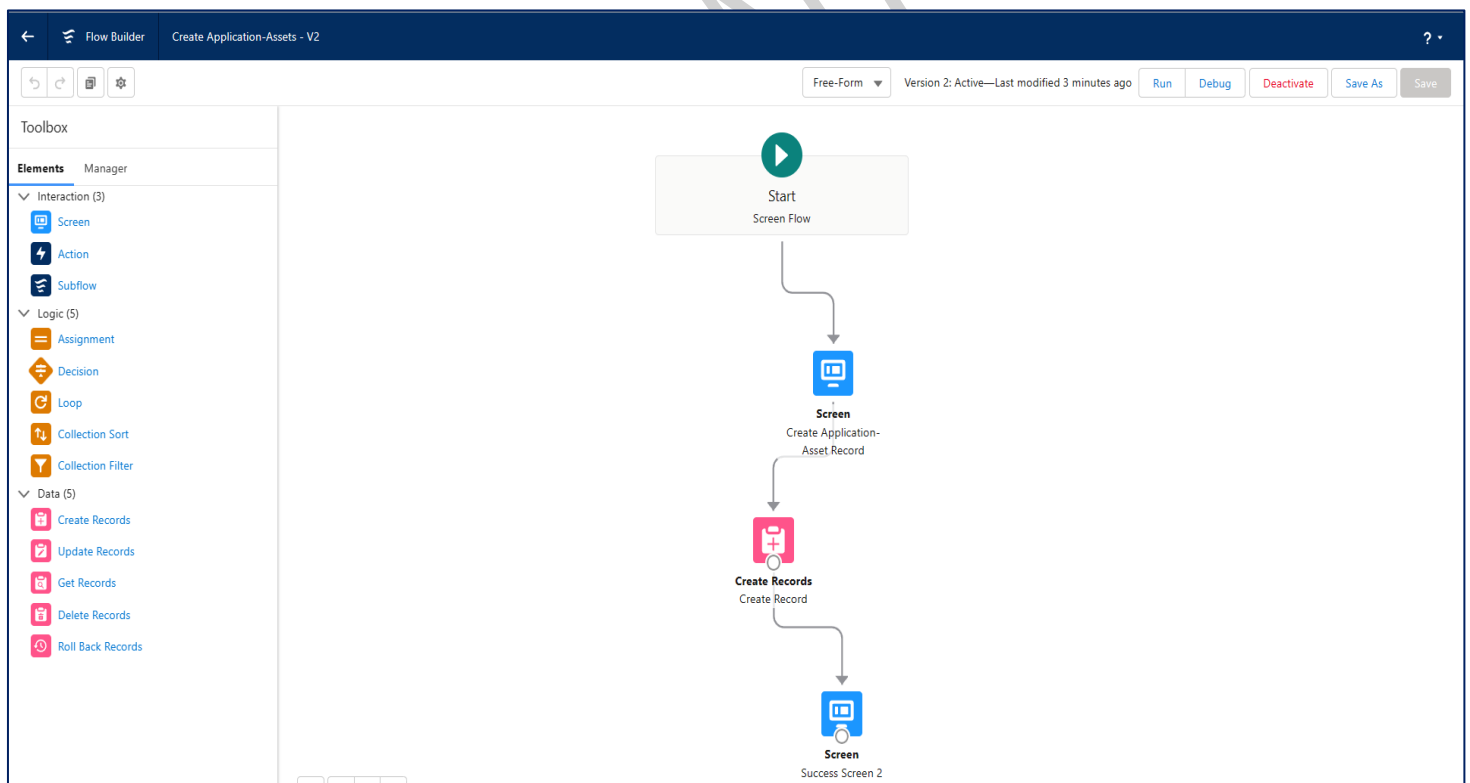 Flow Builder
Create Application-Assets - V2
?
Free-Form
Version 2: Active—Last modified 3 minutes ago
Run
Debug
Deactivate
Save As
Save
Toolbox
Elements
Manager
Interaction (3)
Screen
Action
Subflow
Logic (5)
Assignment
Decision
Loop
Collection Sort
Collection Filter
Data (5)
Create Records
Update Records
Get Records
Delete Records
Roll Back Records
Start
Screen Flow
Screen
Create Application-
Asset Record
Create Records
Create Record
Screen
Success Screen 2